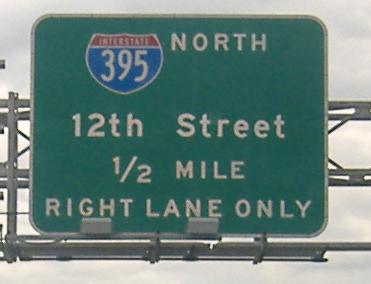 INTERSTATE
395 NORTH
12th Street
1/2 MILE
RIGHT LANE ONLY